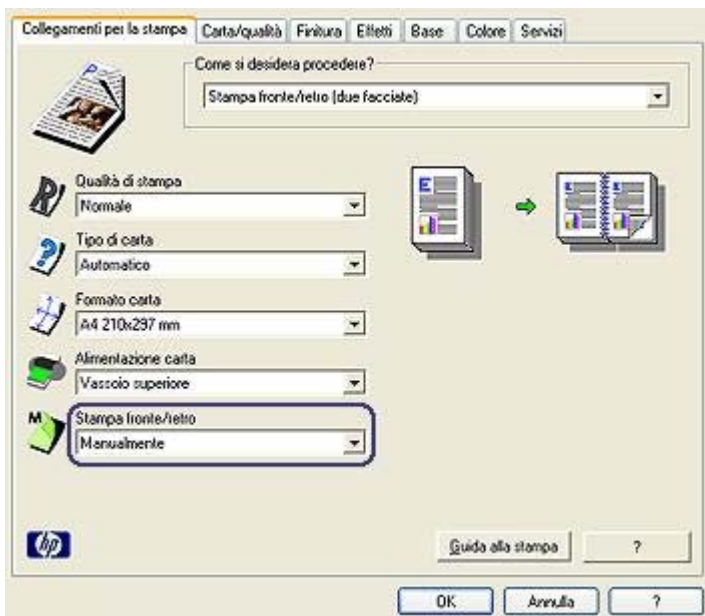 Collegamenti per la stampa Carta/qualità Finitura Effetti Base Colore Servizi
Come si desidera procedere?
Stampa fronte/retro (due facciate)
Qualità di stampa
Normale
Tipo di carta
Automatico
Formato carta
A4 210x297 mm
Alimentazione carta
Vassoio superiore
Stampa fronte/retro
Manualmente
hp
Guida alla stampa ?
OK Annulla ?